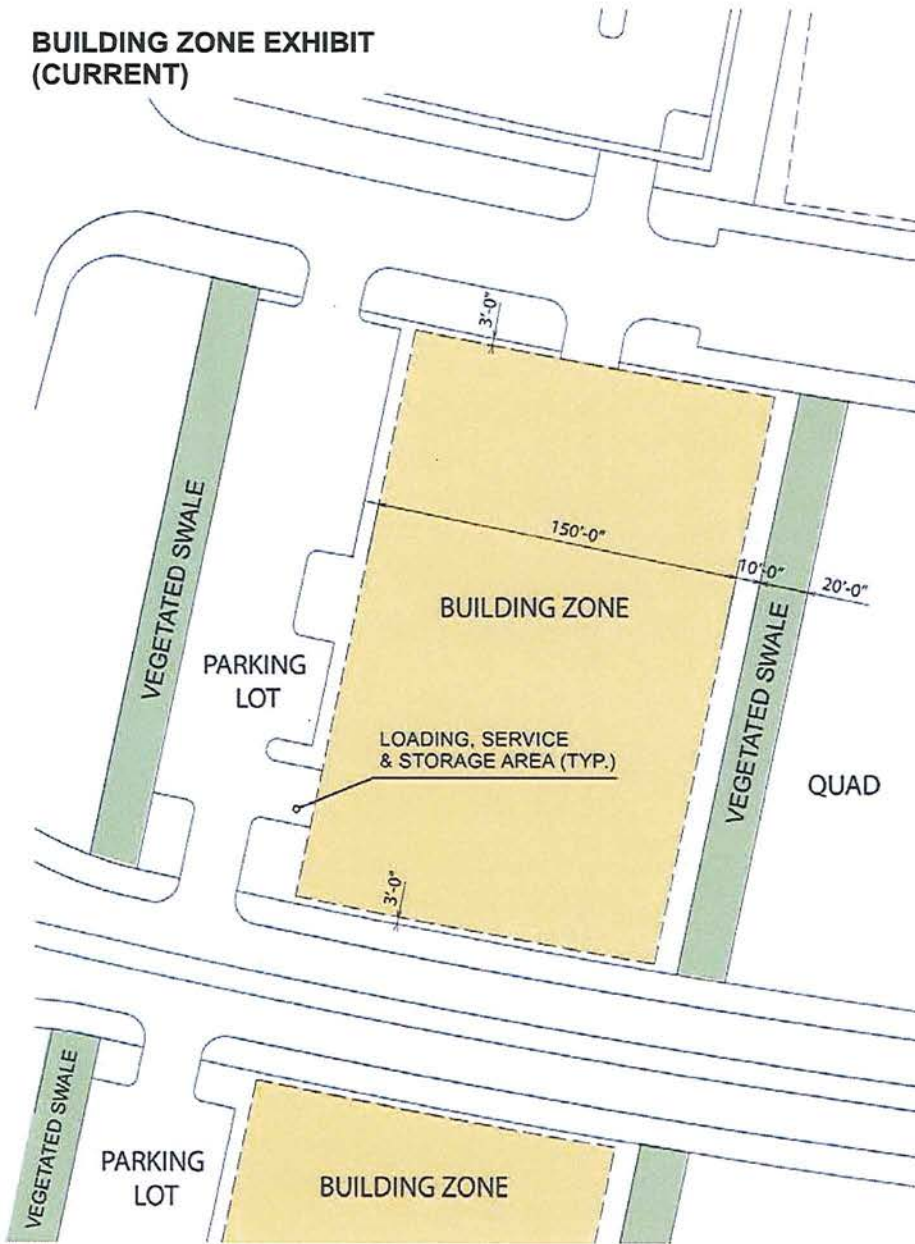 BUILDING ZONE EXHIBIT
(CURRENT)
3'-0"
150'-0"
10'-0"
20'-0"
VEGETATED SWALE
BUILDING ZONE
VEGETATED SWALE
PARKING
LOT
LOADING, SERVICE
& STORAGE AREA (TYP.)
QUAD
3'-0"
VEGETATED SWALE
PARKING
LOT
BUILDING ZONE